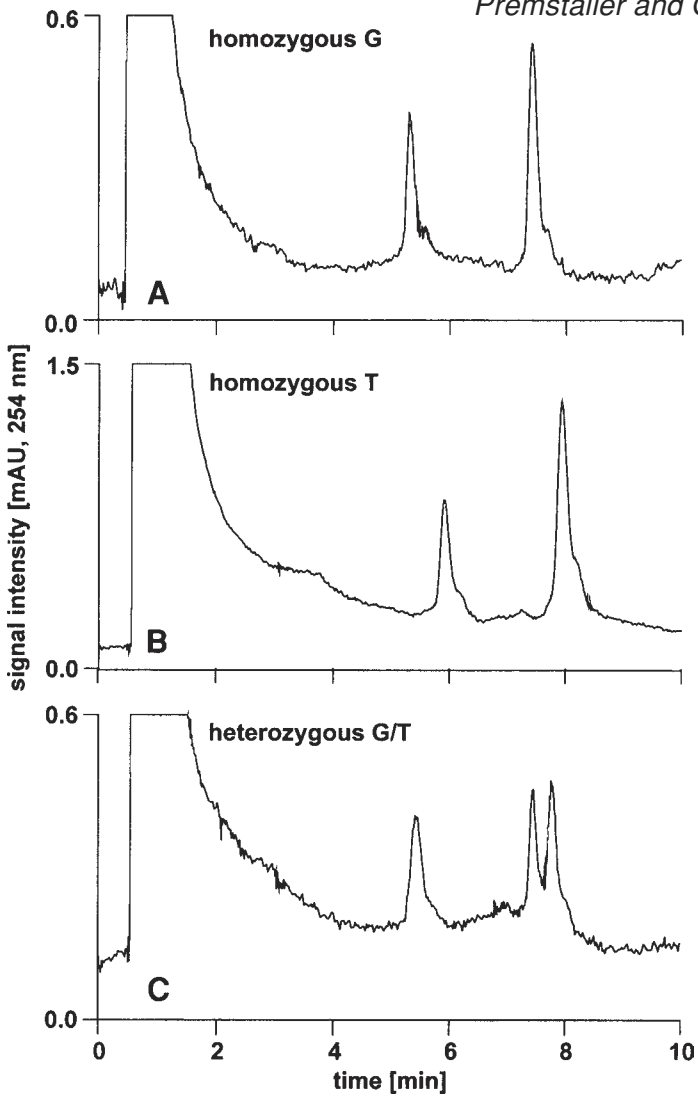 Premstaller and
0.6
homozygous G
A
0.0
1.5
homozygous T
B
0.0
0.6
heterozygous G/T
C
0.0
0 2 4 6 8 10
time [min]
signal intensity [mAU, 254 nm]